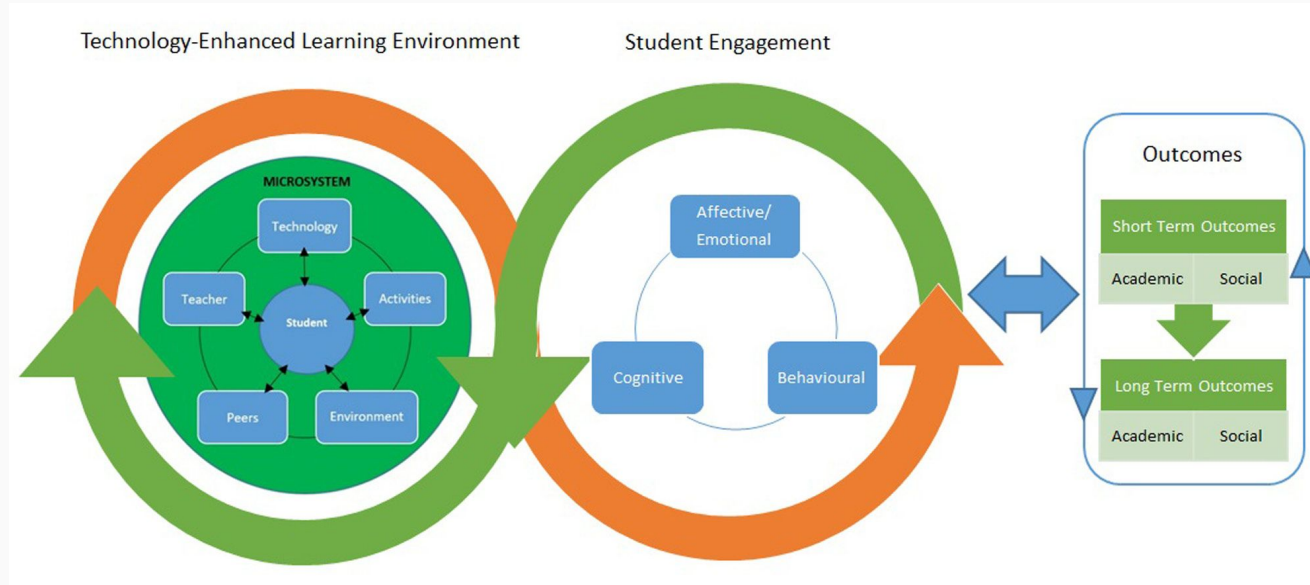 Technology-Enhanced Learning Environment
Student Engagement
MICROSYSTEM
Technology
Teacher
Activities
Student
Peers
Environment
Affective/
Emotional
Cognitive
Behavioural
Outcomes
Short Term Outcomes
Academic
Social
Long Term Outcomes
Academic
Social